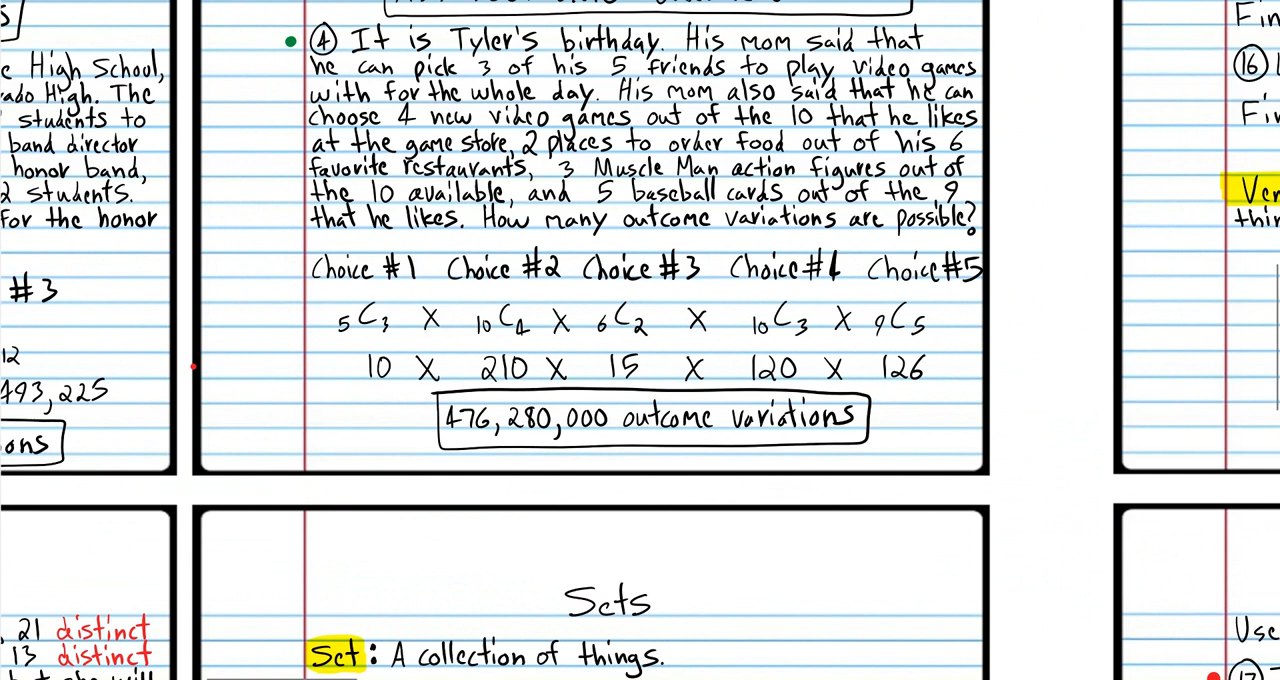 ④ It is Tyler's birthday. His mom said that
he can pick 3 of his 5 friends to play video games
with for the whole day. His mom also said that he can
choose 4 new video games out of the 10 that he likes
at the game store, 2 places to order food out of his 6
favorite restaurants, 3 Muscle Man action figures out of
the 10 available, and 5 baseball cards out of the 9
that he likes. How many outcome variations are possible?
Choice #1 Choice #2 Choice #3 Choice #4 Choice #5
₅C₃ X ₁₀C₄ X ₆C₂ X ₁₀C₃ X ₉C₅
10 X 210 X 15 X 120 X 126
476,280,000 outcome variations
Sets
Set: A collection of things.
High School,
High. The
students to
band director
honor band,
2 students.
for the honor
#3
12
493,225
ons
21 distinct
13 distinct
⑯
Use
⑰